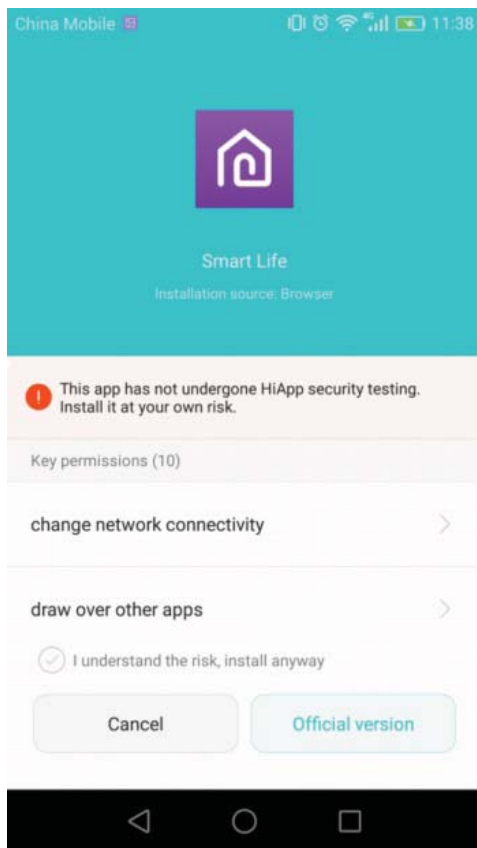 China Mobile 11:38
Smart Life
Installation source: Browser
This app has not undergone HiApp security testing.
Install it at your own risk.
Key permissions (10)
change network connectivity
draw over other apps
I understand the risk, install anyway
Cancel Official version